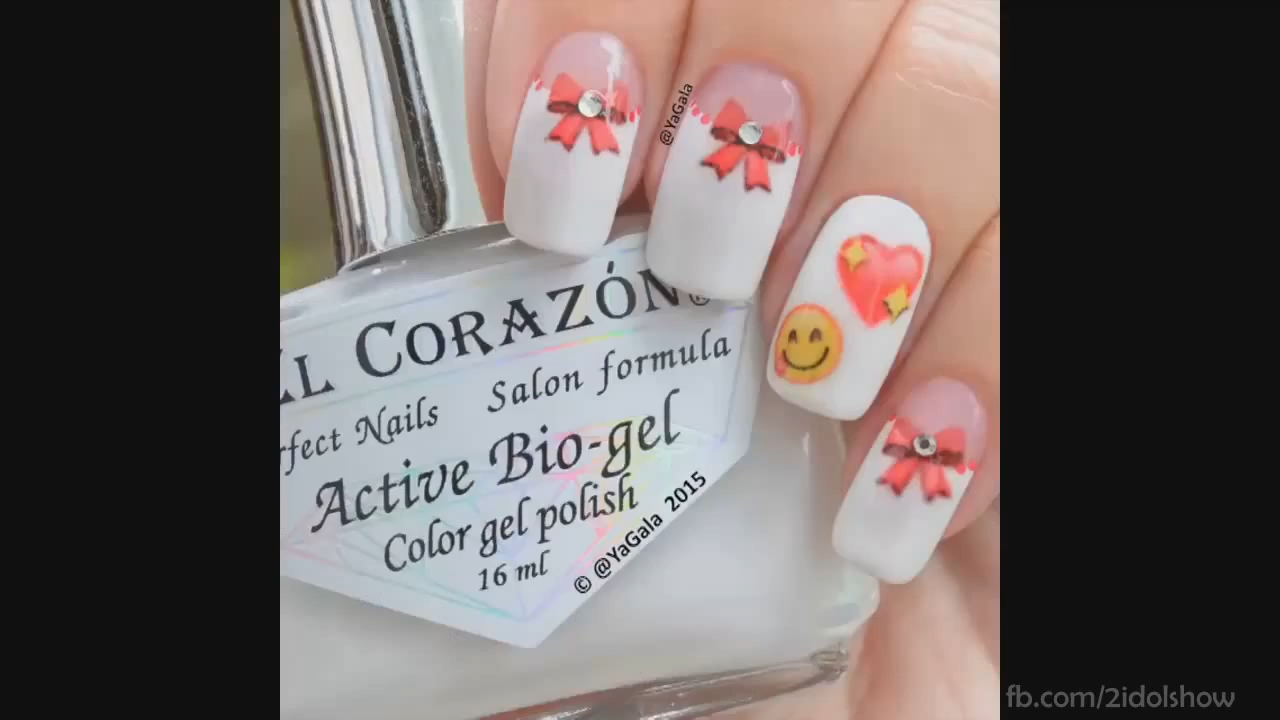 @YaGala
EL CORAZÓN®
rfect Nails Salon formula
Active Bio-gel
Color gel polish
16 ml
© @YaGala 2015
fb.com/2idolshow